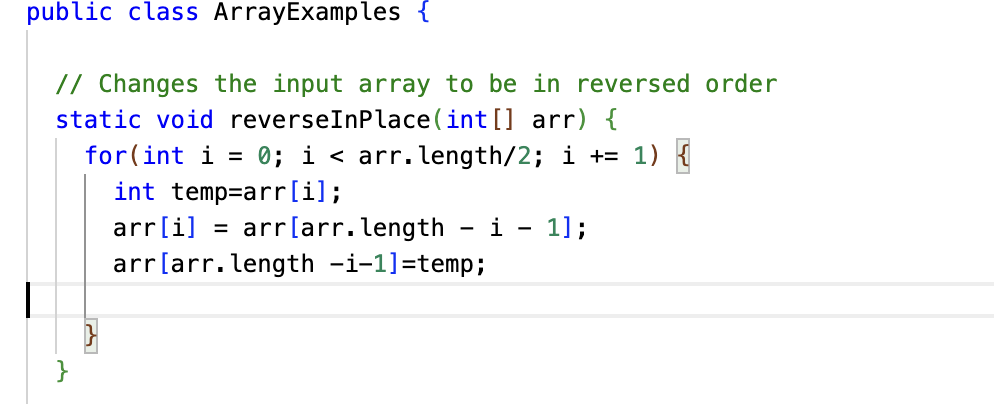 public class ArrayExamples {
// Changes the input array to be in reversed order
static void reverseInPlace(int[] arr) {
for(int i = 0; i < arr.length/2; i += 1) {
int temp=arr[i];
arr[i] = arr[arr.length - i - 1];
arr[arr.length -i-1]=temp;
}
}